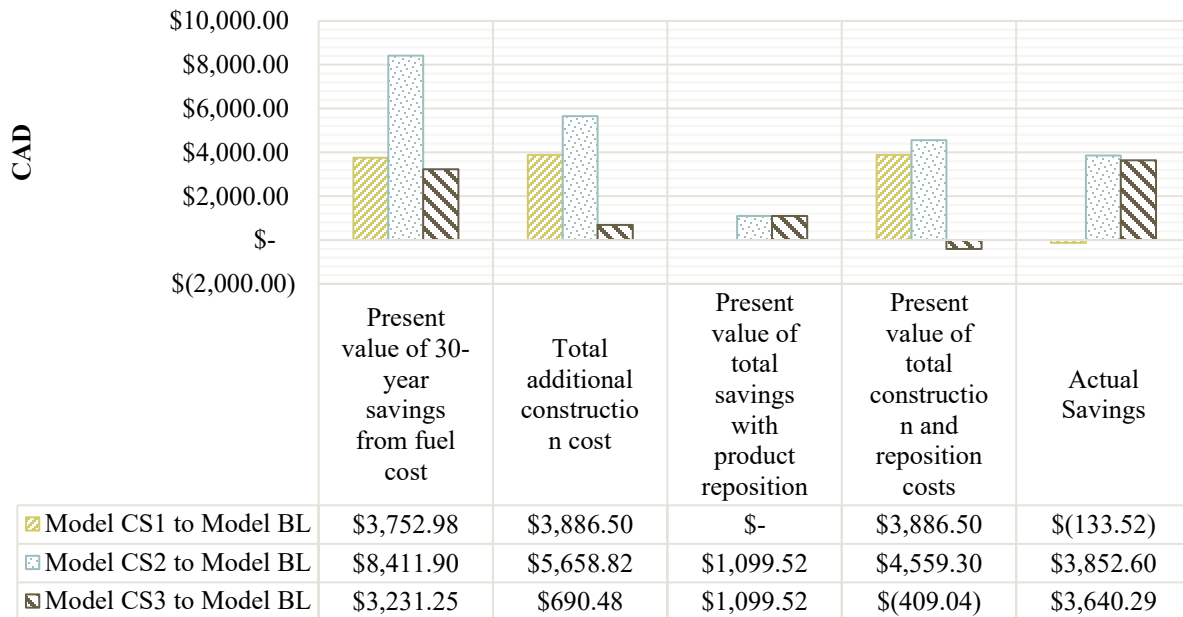 $10,000.00
$8,000.00
$6,000.00
$4,000.00
$2,000.00
$-
$(2,000.00)
CAD
Present
value of 30-
year
savings
from fuel
cost
Total
additional
constructio
n cost
Present
value of
total
savings
with
product
reposition
Present
value of
total
constructio
n and
reposition
costs
Actual
Savings
Model CS1 to Model BL $3,752.98 $3,886.50 $- $3,886.50 $(133.52)
Model CS2 to Model BL $8,411.90 $5,658.82 $1,099.52 $4,559.30 $3,852.60
Model CS3 to Model BL $3,231.25 $690.48 $1,099.52 $(409.04) $3,640.29